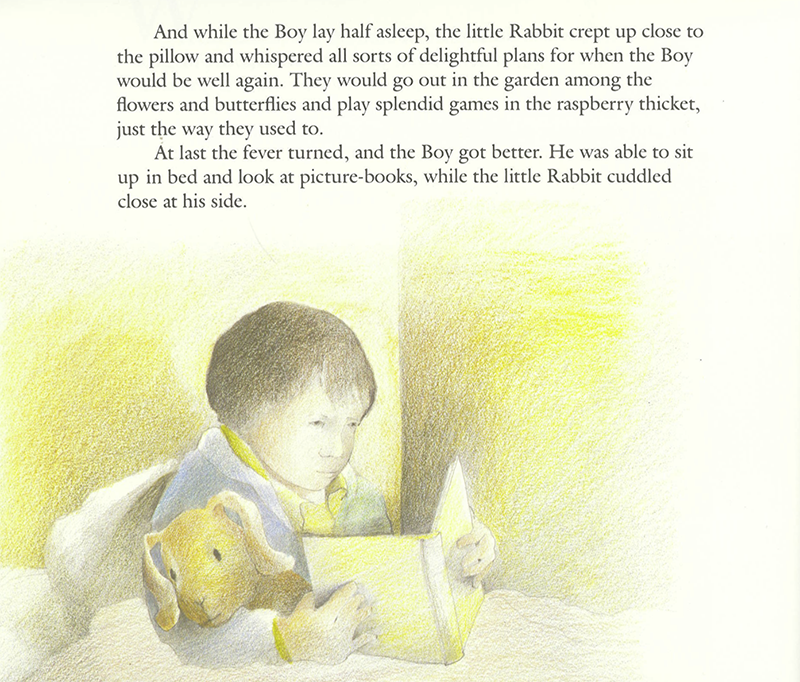 And while the Boy lay half asleep, the little Rabbit crept up close to
the pillow and whispered all sorts of delightful plans for when the Boy
would be well again. They would go out in the garden among the
flowers and butterflies and play splendid games in the raspberry thicket,
just the way they used to.
At last the fever turned, and the Boy got better. He was able to sit
up in bed and look at picture-books, while the little Rabbit cuddled
close at his side.